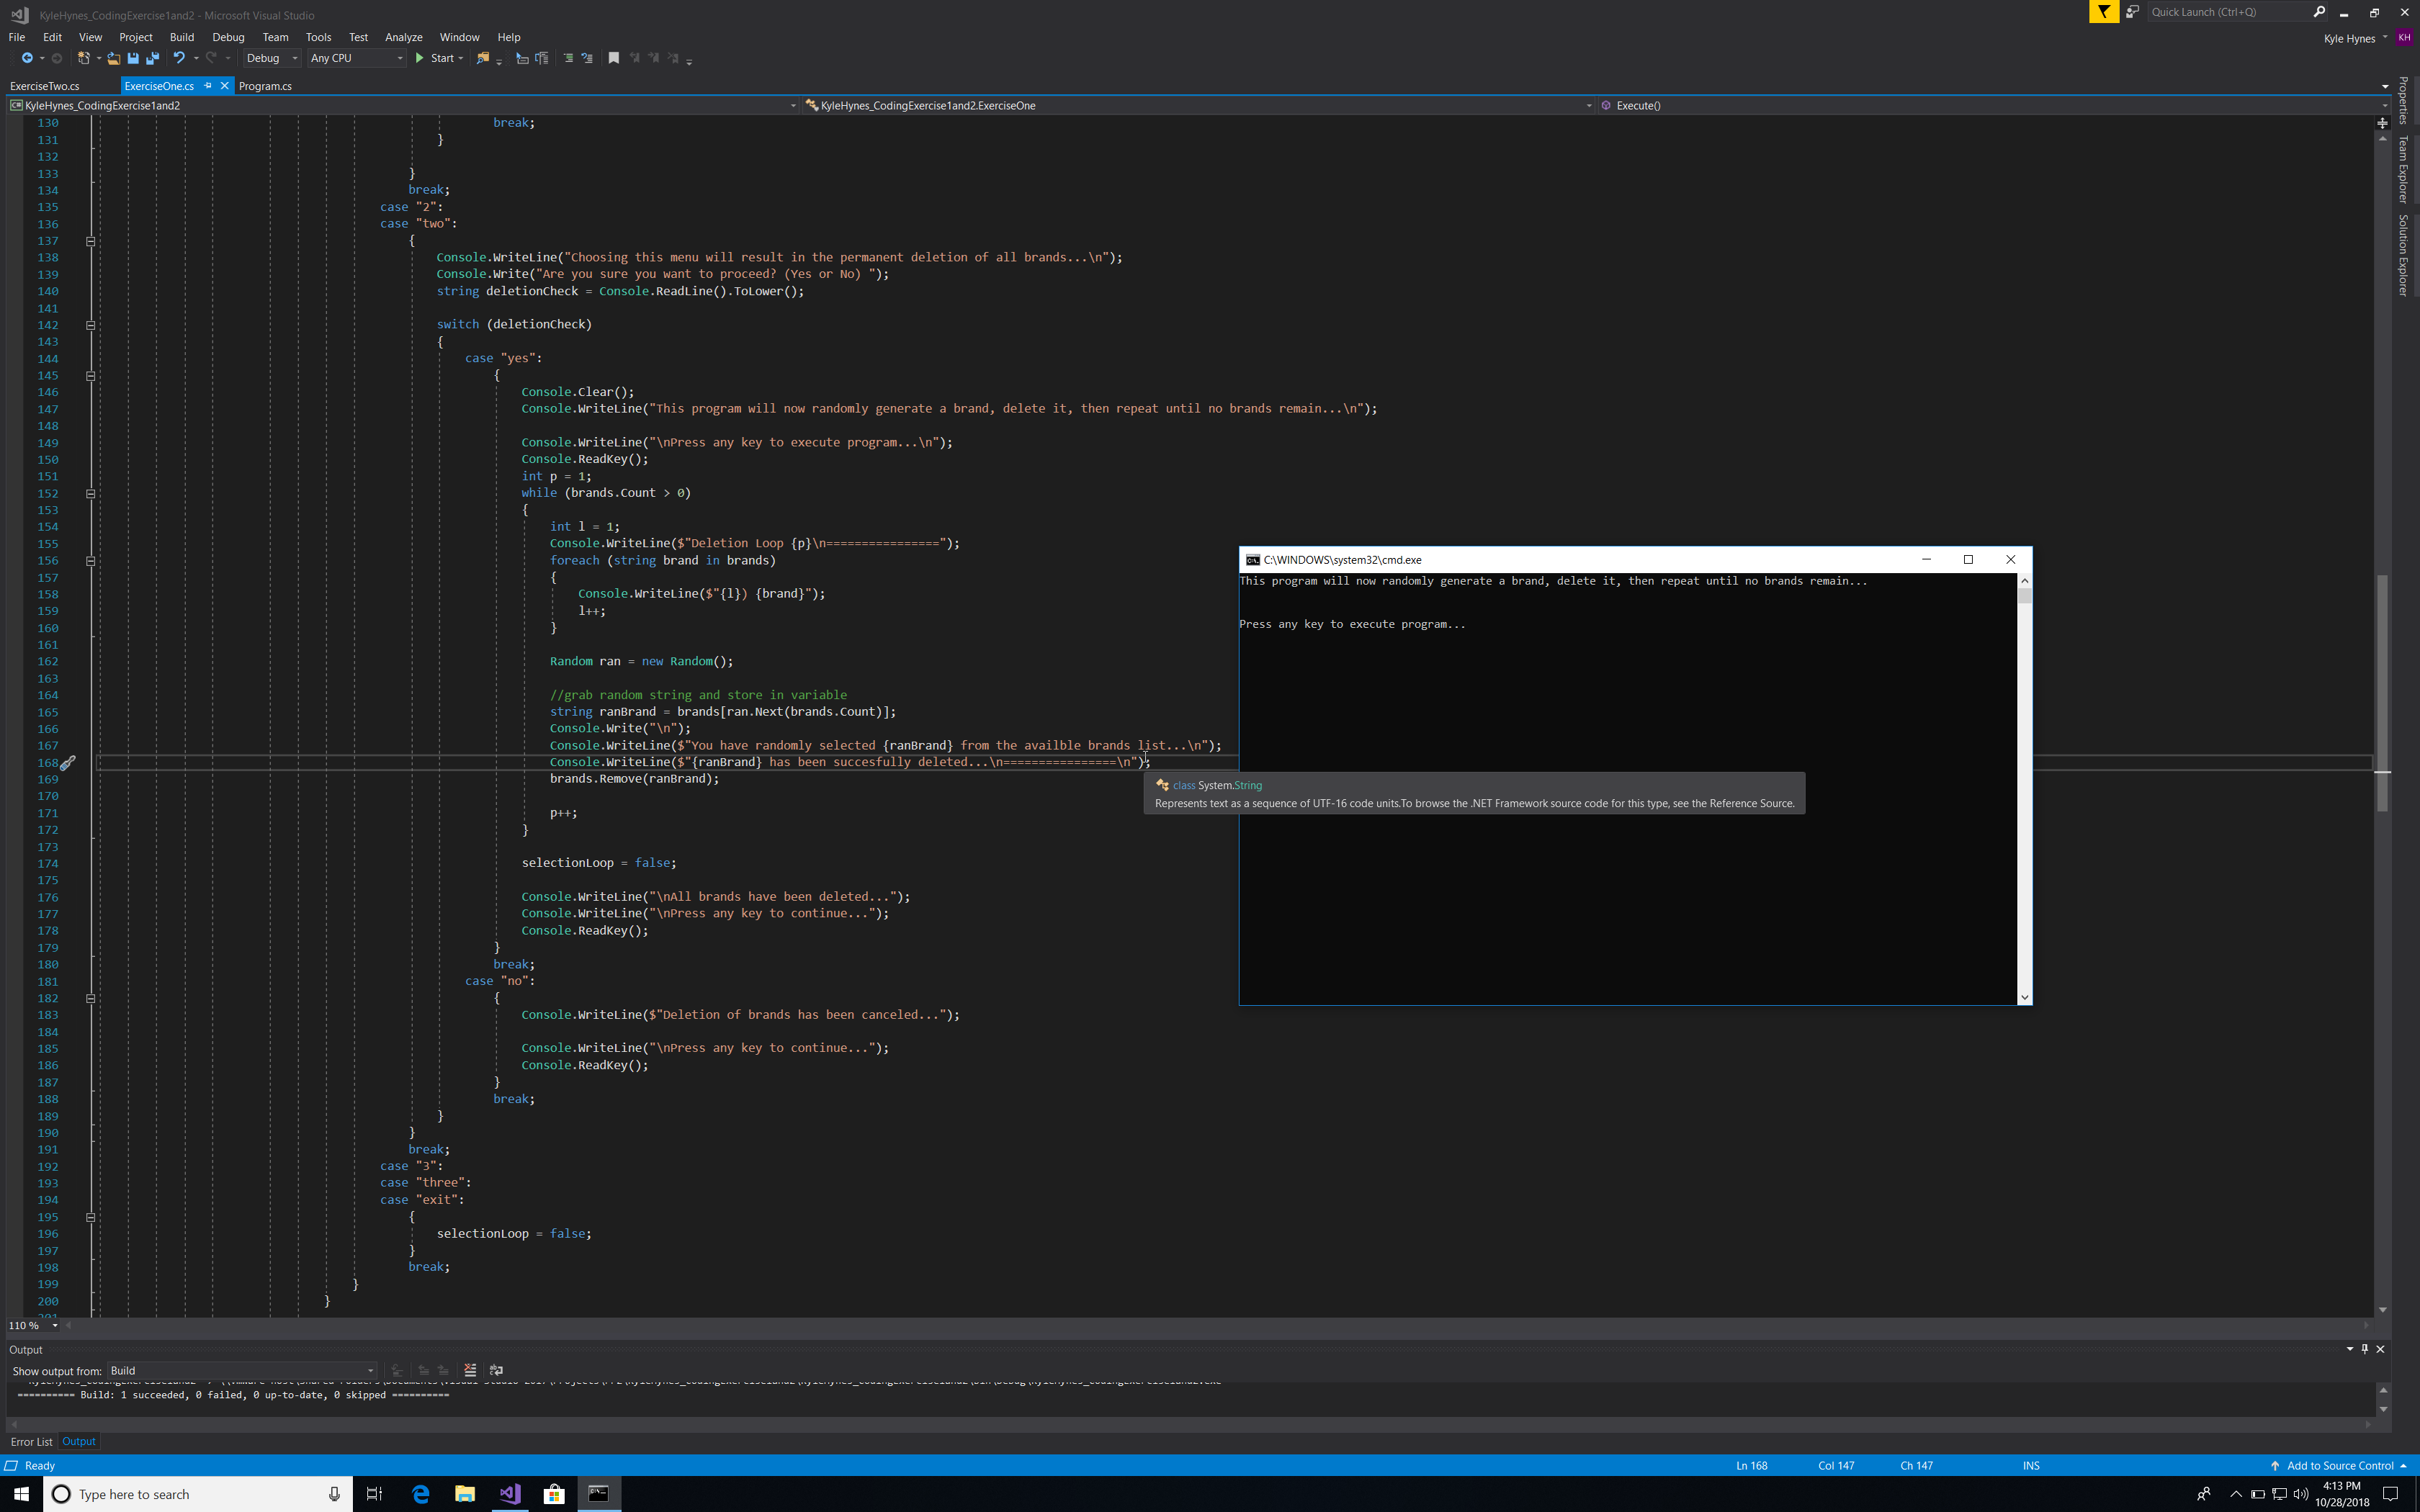 KyleHynes_CodingExercise1and2 - Microsoft Visual Studio
Quick Launch (Ctrl+Q)
File Edit View Project Build Debug Team Tools Test Analyze Window Help
Kyle Hynes KH
Debug Any CPU Start
ExerciseTwo.cs ExerciseOne.cs Program.cs
KyleHynes_CodingExercise1and2 KyleHynes_CodingExercise1and2.ExerciseOne Execute()
Properties
Team Explorer
Solution Explorer
130 break;
131 }
132
133 }
134 break;
135 case "2":
136 case "two":
137 {
138 Console.WriteLine("Choosing this menu will result in the permanent deletion of all brands...\n");
139 Console.Write("Are you sure you want to proceed? (Yes or No) ");
140 string deletionCheck = Console.ReadLine().ToLower();
141
142 switch (deletionCheck)
143 {
144 case "yes":
145 {
146 Console.Clear();
147 Console.WriteLine("This program will now randomly generate a brand, delete it, then repeat until no brands remain...\n");
148
149 Console.WriteLine("\nPress any key to execute program...\n");
150 Console.ReadKey();
151 int p = 1;
152 while (brands.Count > 0)
153 {
154 int l = 1;
155 Console.WriteLine($"Deletion Loop {p}\n================");
156 foreach (string brand in brands)
157 {
158 Console.WriteLine($"{l}) {brand}");
159 l++;
160 }
161
162 Random ran = new Random();
163
164 //grab random string and store in variable
165 string ranBrand = brands[ran.Next(brands.Count)];
166 Console.Write("\n");
167 Console.WriteLine($"You have randomly selected {ranBrand} from the availble brands list...\n");
168 Console.WriteLine($"{ranBrand} has been succesfully deleted...\n================\n");
169 brands.Remove(ranBrand);
170
171 p++;
172 }
173
174 selectionLoop = false;
175
176 Console.WriteLine("\nAll brands have been deleted...");
177 Console.WriteLine("\nPress any key to continue...");
178 Console.ReadKey();
179 }
180 break;
181 case "no":
182 {
183 Console.WriteLine($"Deletion of brands has been canceled...");
184
185 Console.WriteLine("\nPress any key to continue...");
186 Console.ReadKey();
187 }
188 break;
189 }
190 }
191 break;
192 case "3":
193 case "three":
194 case "exit":
195 {
196 selectionLoop = false;
197 }
198 break;
199 }
200 }
C:\WINDOWS\system32\cmd.exe
This program will now randomly generate a brand, delete it, then repeat until no brands remain...
Press any key to execute program...
class System.String
Represents text as a sequence of UTF-16 code units.To browse the .NET Framework source code for this type, see the Reference Source.
110 %
Output
Show output from: Build
========== Build: 1 succeeded, 0 failed, 0 up-to-date, 0 skipped ==========
Error List Output
Ready Ln 168 Col 147 Ch 147 INS Add to Source Control
Type here to search
4:13 PM
10/28/2018